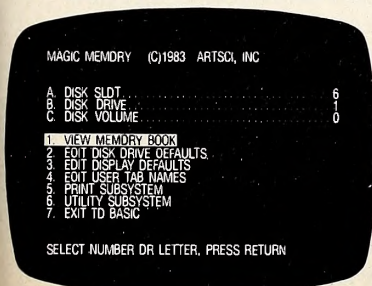 MAGIC MEMDRY (C)1983 ARTSCI, INC
A. DISK SLDT........................................ 6
B. DISK DRIVE....................................... 1
C. DISK VOLUME...................................... 0
1. VIEW MEMDRY BOOK
2. EDIT DISK DRIVE DEFAULTS
3. EDIT DISPLAY DEFAULTS
4. EDIT USER TAB NAMES
5. PRINT SUBSYSTEM
6. UTILITY SUBSYSTEM
7. EXIT TD BASIC
SELECT NUMBER DR LETTER, PRESS RETURN